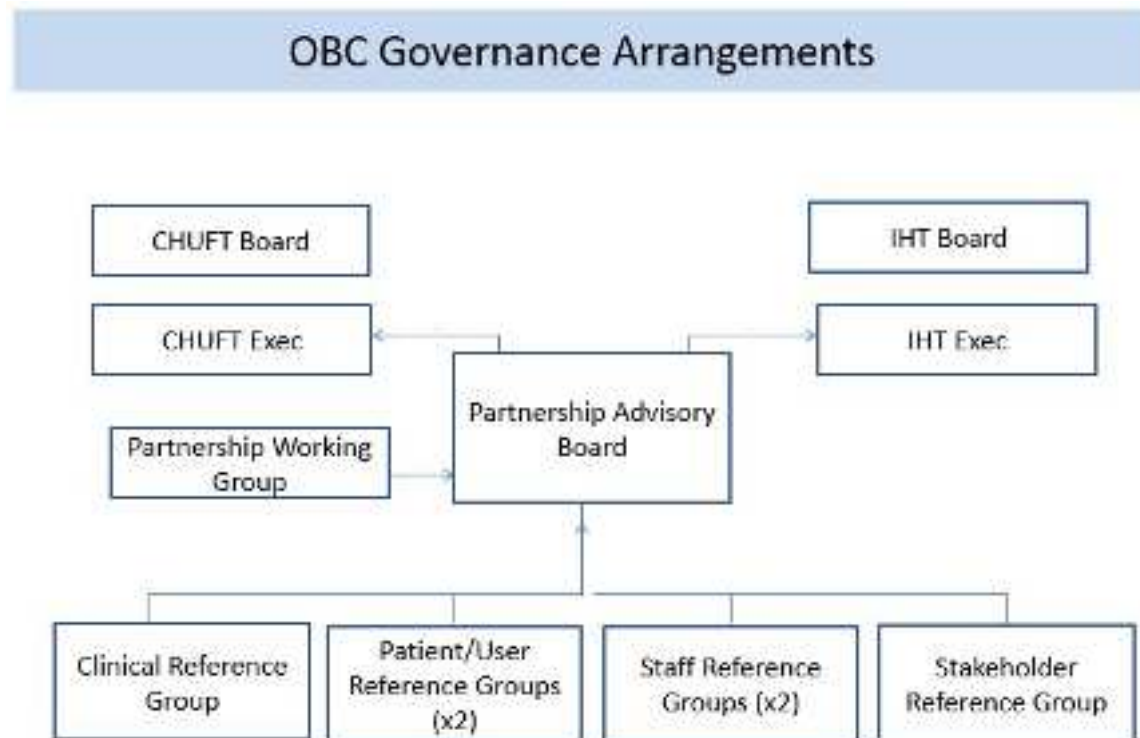 OBC Governance Arrangements
CHUFT Board
IHT Board
CHUFT Exec
IHT Exec
Partnership Advisory
Board
Partnership Working
Group
Clinical Reference
Group
Patient/User
Reference Groups
(x2)
Staff Reference
Groups (x2)
Stakeholder
Reference Group